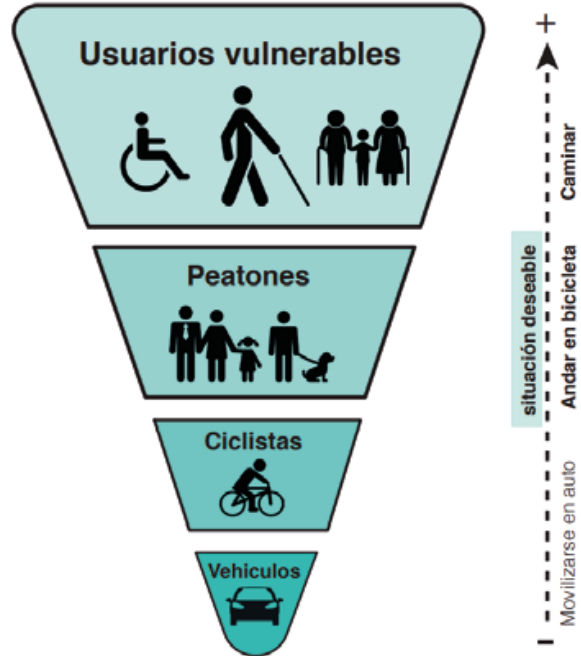 Usuarios vulnerables
Peatones
Ciclistas
Vehiculos
+
Caminar
Andar en bicicleta
situación deseable
Movilizarse en auto
-